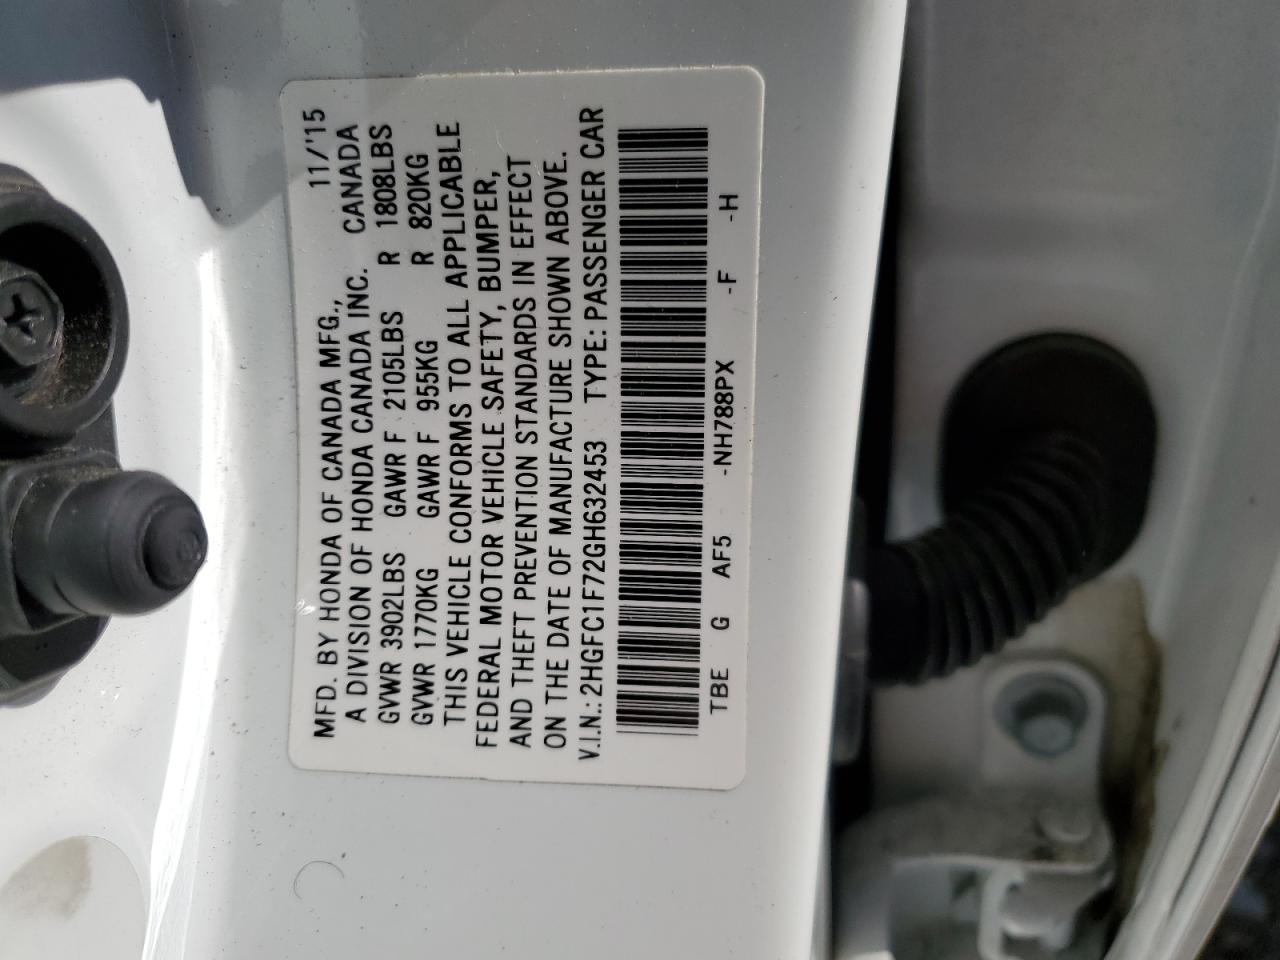 MFD. BY HONDA OF CANADA MFG., 11/'15
A DIVISION OF HONDA CANADA INC. CANADA
GVWR 3902LBS GAWR F 2105LBS R 1808LBS
GVWR 1770KG GAWR F 955KG R 820KG
THIS VEHICLE CONFORMS TO ALL APPLICABLE
FEDERAL MOTOR VEHICLE SAFETY, BUMPER,
AND THEFT PREVENTION STANDARDS IN EFFECT
ON THE DATE OF MANUFACTURE SHOWN ABOVE.
V.I.N.: 2HGFC1F72GH632453 TYPE: PASSENGER CAR
TBE G AF5 -NH788PX -F -H